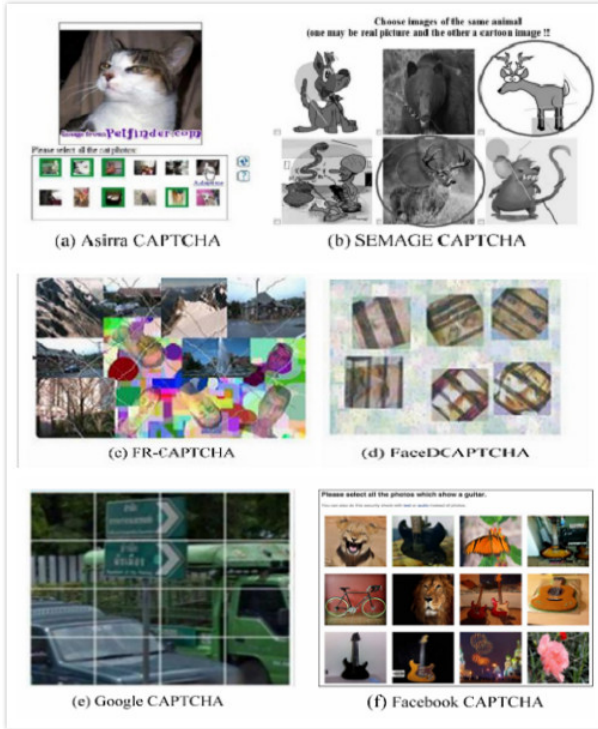 Choose images of the same animal
(one may be real picture and the other a cartoon image !!
Image from Petfinder.com
Please select all the cat photos:
(a) Asirra CAPTCHA
(b) SEMAGE CAPTCHA
(c) FR-CAPTCHA
(d) FaceDCAPTCHA
Please select all the photos which show a guitar.
(e) Google CAPTCHA
(f) Facebook CAPTCHA